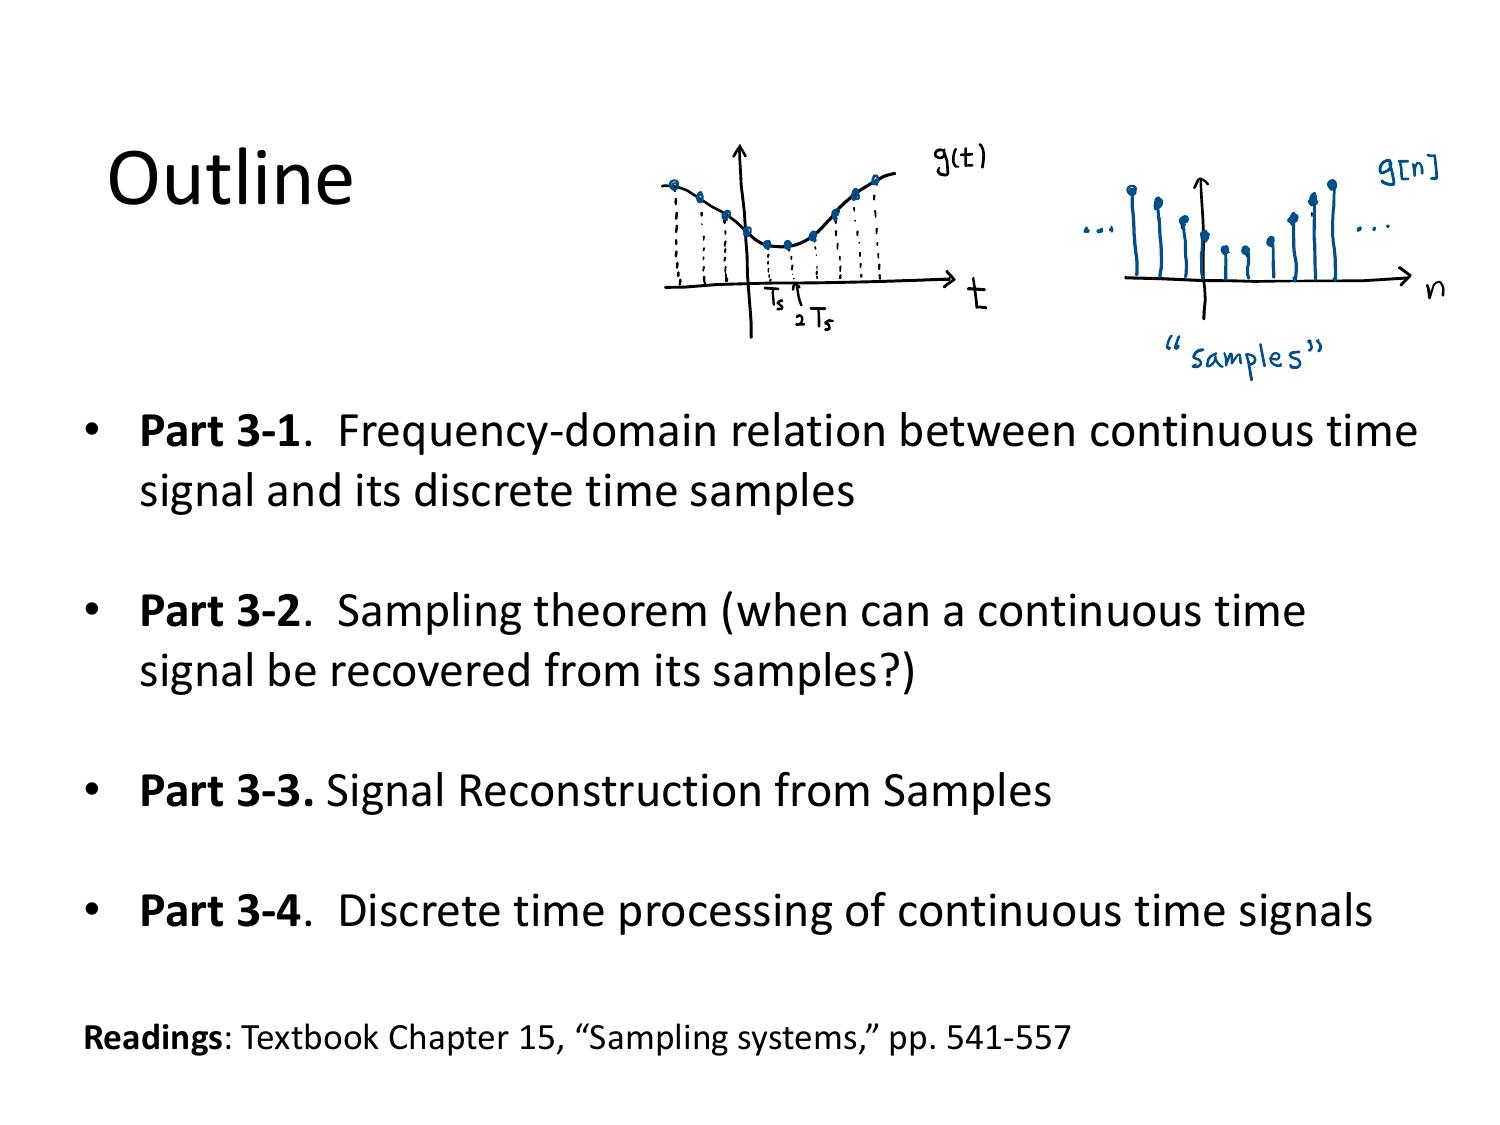 Outline
g(t)
g[n]
... ...
t
n
Ts
2Ts
“samples”
• Part 3-1.  Frequency-domain relation between continuous time
signal and its discrete time samples
• Part 3-2.  Sampling theorem (when can a continuous time
signal be recovered from its samples?)
• Part 3-3. Signal Reconstruction from Samples
• Part 3-4.  Discrete time processing of continuous time signals
Readings: Textbook Chapter 15, “Sampling systems,” pp. 541-557